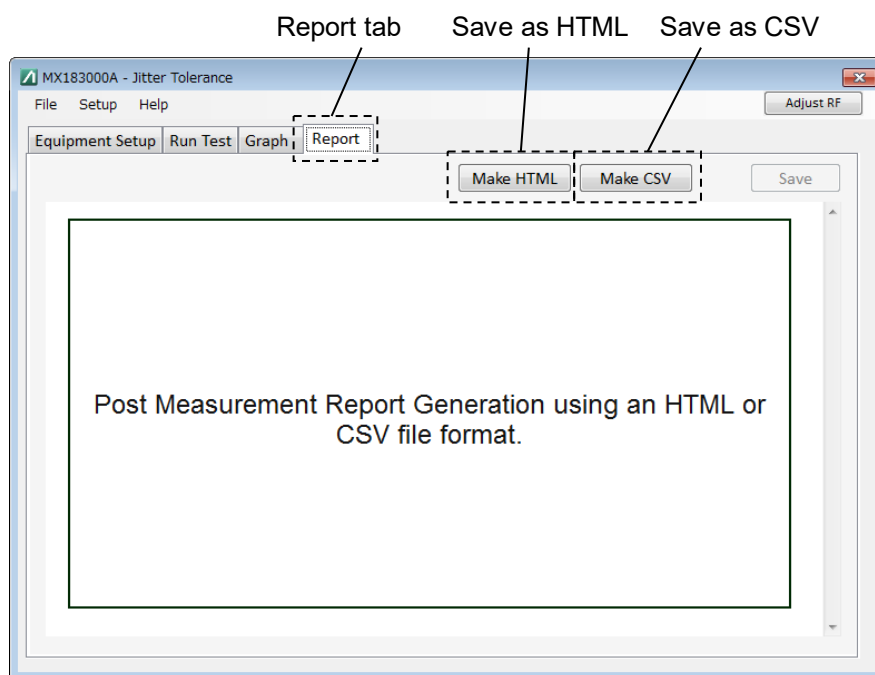 Report tab Save as HTML Save as CSV
MX183000A - Jitter Tolerance
File Setup Help Adjust RF
Equipment Setup Run Test Graph Report
Make HTML Make CSV Save
Post Measurement Report Generation using an HTML or
CSV file format.